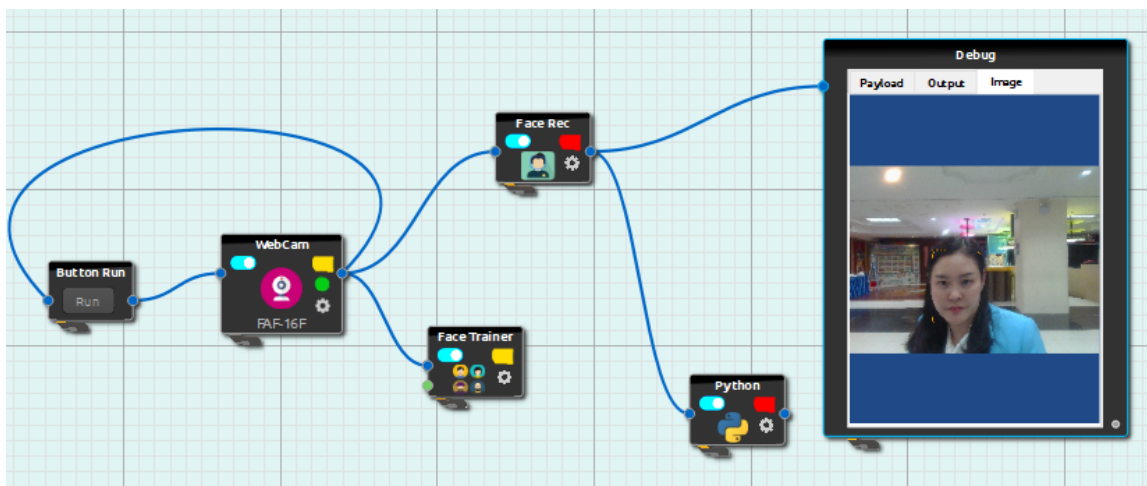 Button Run
Run
WebCam
FAF-16F
Face Rec
Face Trainer
Python
Debug
Payload
Output
Image